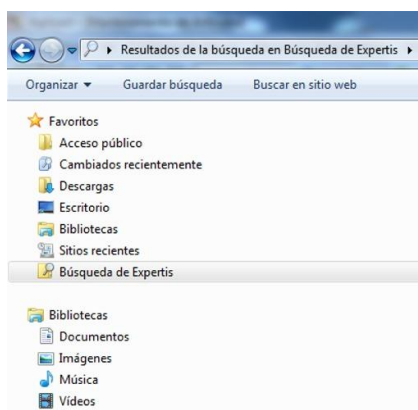 Resultados de la búsqueda en Búsqueda de Expertis
Organizar Guardar búsqueda Buscar en sitio web
Favoritos
Acceso público
Cambiados recientemente
Descargas
Escritorio
Bibliotecas
Sitios recientes
Búsqueda de Expertis
Bibliotecas
Documentos
Imágenes
Música
Vídeos